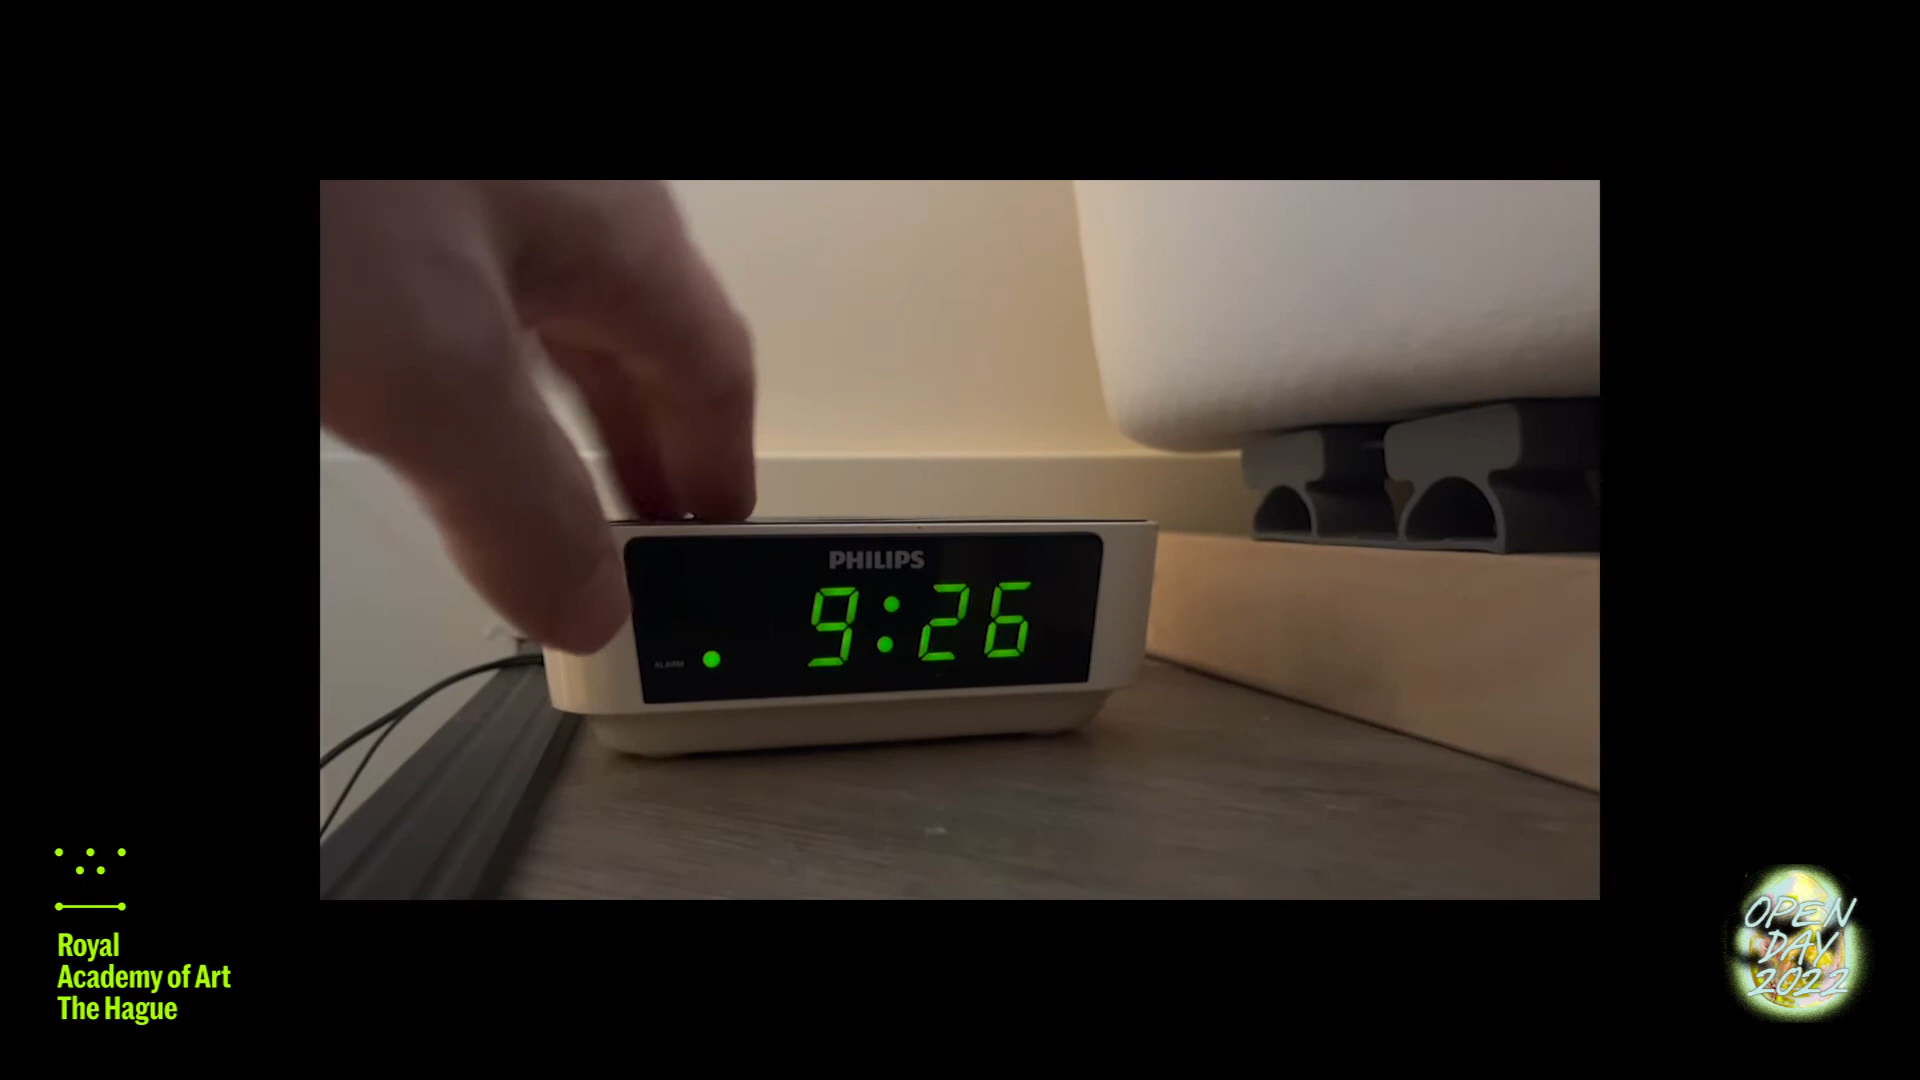 PHILIPS
9:26
ALARM
Royal
Academy of Art
The Hague
OPEN
DAY
2022